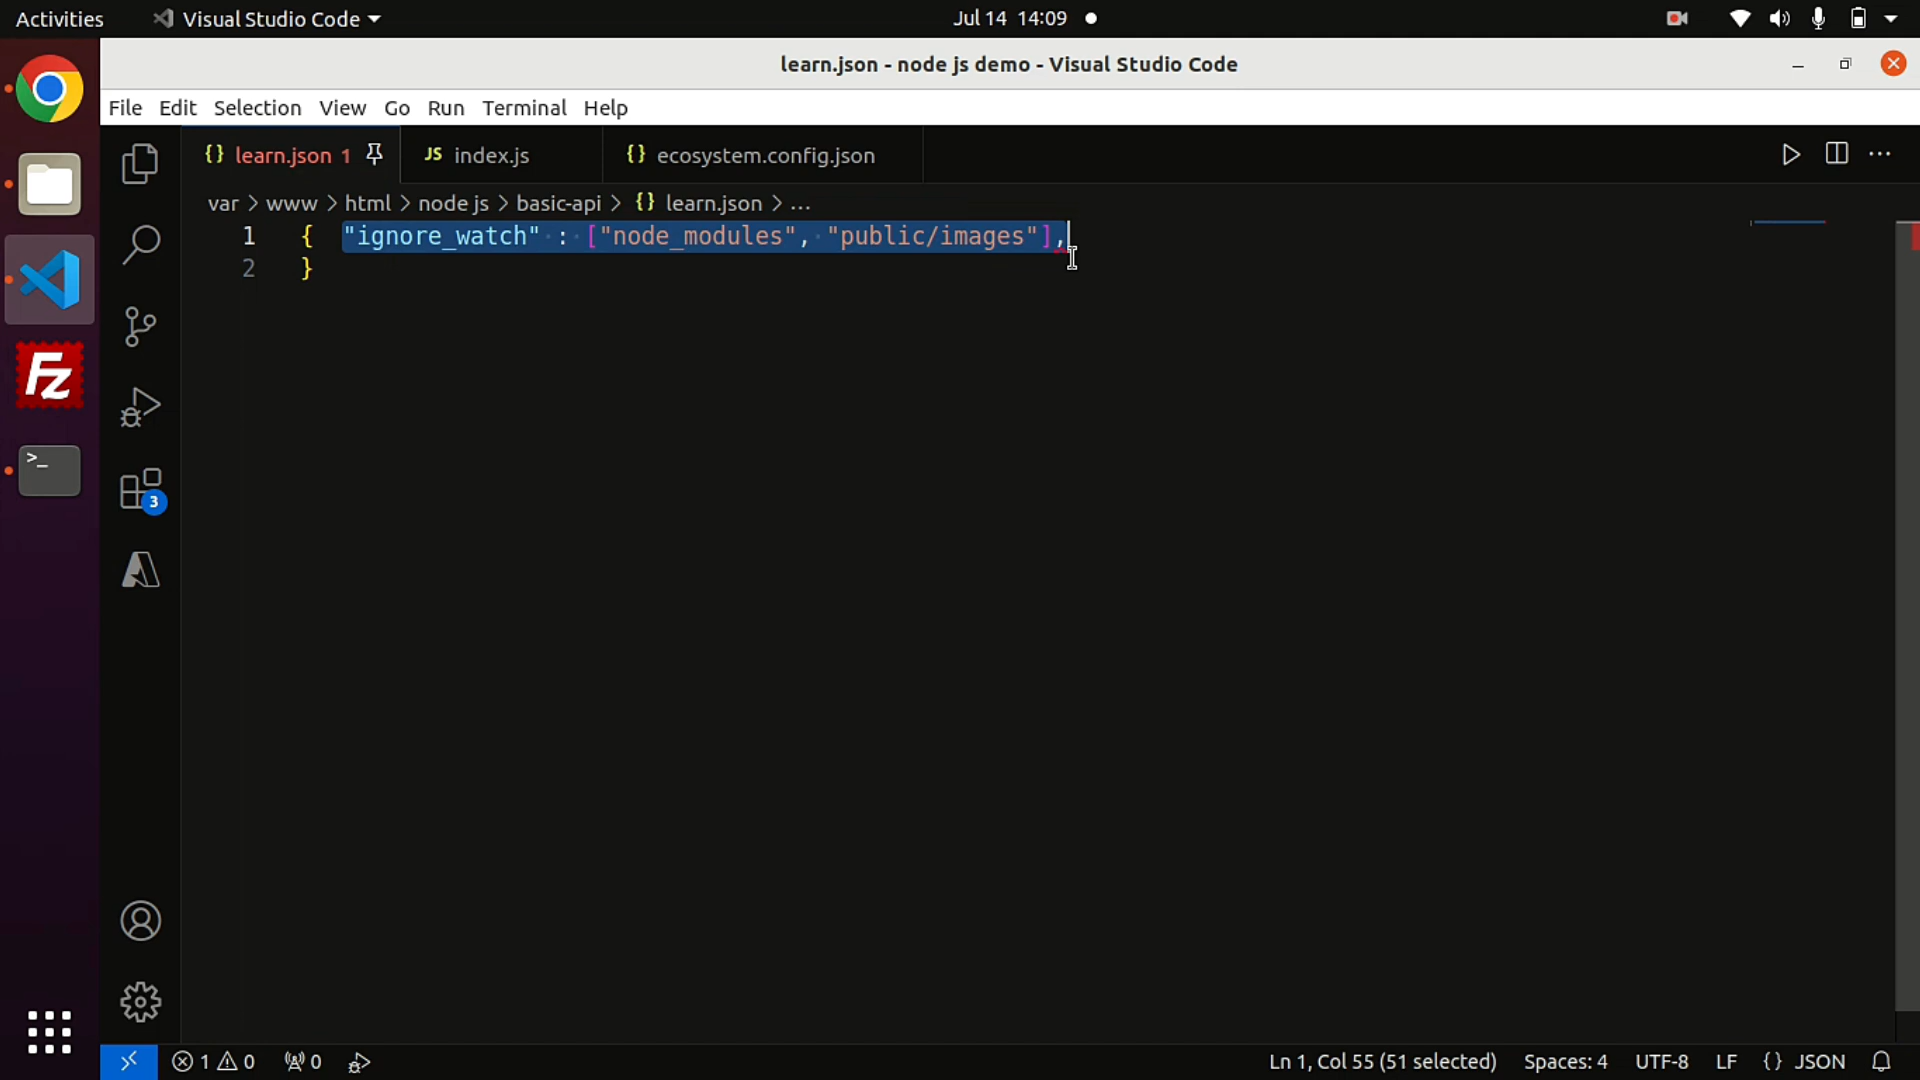 Activities Visual Studio Code Jul 14 14:09
learn.json - node js demo - Visual Studio Code
File Edit Selection View Go Run Terminal Help
{} learn.json 1 JS index.js {} ecosystem.config.json
var > www > html > node js > basic-api > {} learn.json > ...
1 { "ignore_watch" : ["node_modules", "public/images"],
2 }
Fz
>_
3
1 0 0 Ln 1, Col 55 (51 selected) Spaces: 4 UTF-8 LF {} JSON